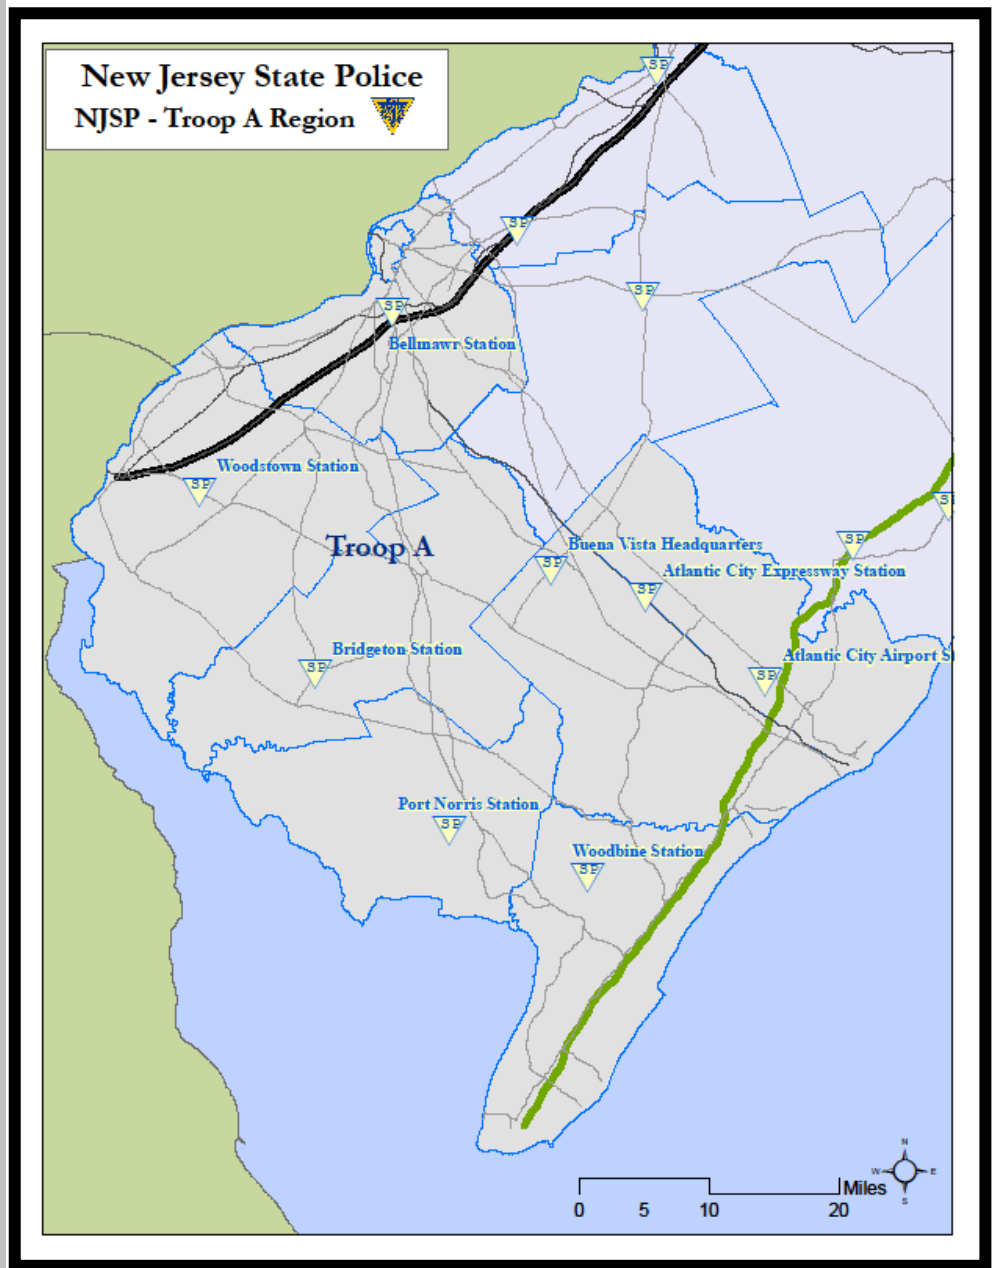 New Jersey State Police
NJSP - Troop A Region
SP
SP
SP
SP
Bellmawr Station
Woodstown Station
SP
SP
Troop A
SP
Buena Vista Headquarters
SP
Atlantic City Expressway Station
SP
Bridgeton Station
SP
Atlantic City Airport S
SP
SP
Port Norris Station
SP
Woodbine Station
SP
N
W
E
S
Miles
0 5 10 20